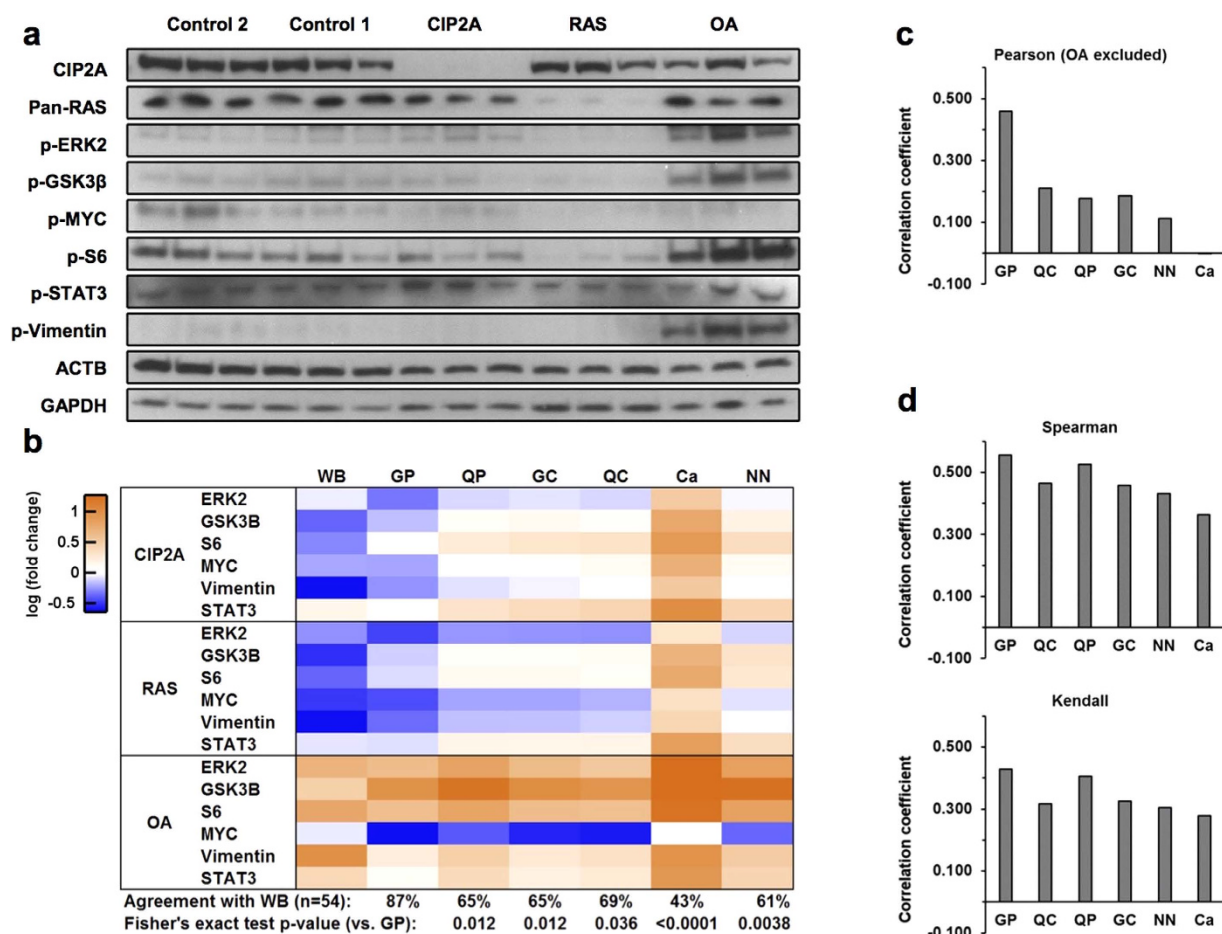 a
Control 2 Control 1 CIP2A RAS OA
CIP2A
Pan-RAS
p-ERK2
p-GSK3β
p-MYC
p-S6
p-STAT3
p-Vimentin
ACTB
GAPDH
b
log (fold change)
1
0.5
0
-0.5
WB GP QP GC QC Ca NN
CIP2A
ERK2
GSK3B
S6
MYC
Vimentin
STAT3
RAS
ERK2
GSK3B
S6
MYC
Vimentin
STAT3
OA
ERK2
GSK3B
S6
MYC
Vimentin
STAT3
Agreement with WB (n=54): 87% 65% 65% 69% 43% 61%
Fisher's exact test p-value (vs. GP): 0.012 0.012 0.036 <0.0001 0.0038
c
Pearson (OA excluded)
Correlation coefficient
0.500
0.300
0.100
-0.100
GP QC QP GC NN Ca
d
Spearman
Correlation coefficient
0.500
0.300
0.100
-0.100
GP QC QP GC NN Ca
Kendall
Correlation coefficient
0.500
0.300
0.100
-0.100
GP QC QP GC NN Ca